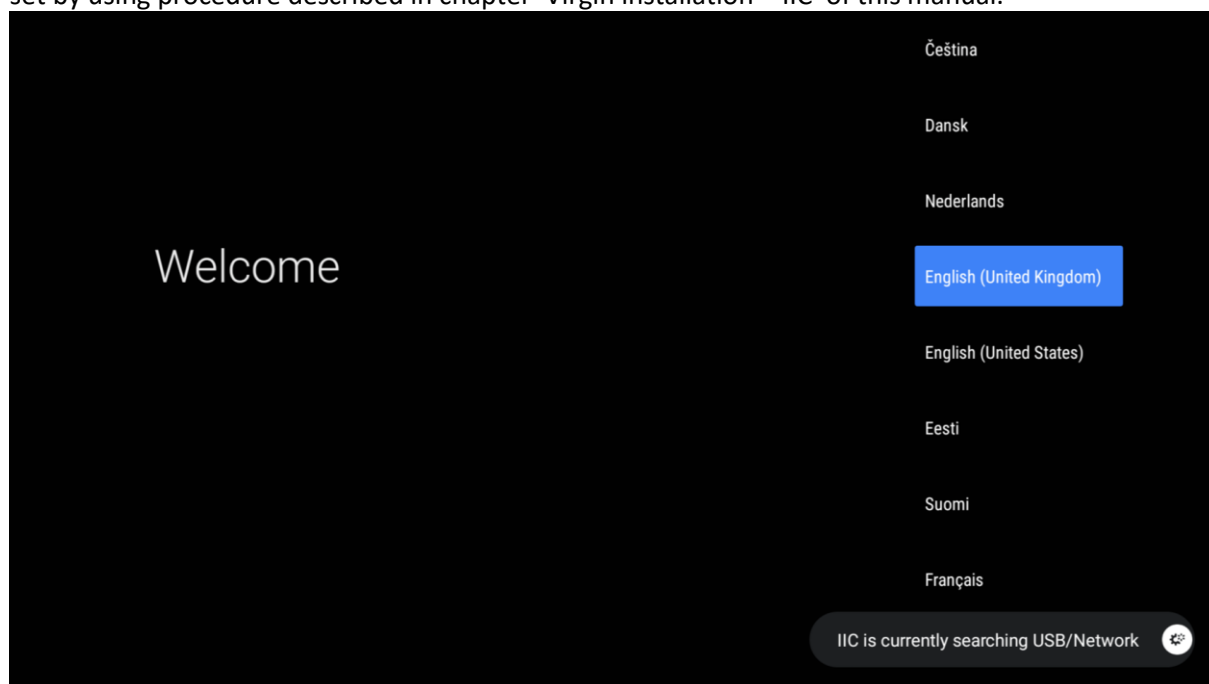 set by using procedure described in chapter 'Virgin installation – IIC' of this manual.
Čeština
Dansk
Nederlands
Welcome
English (United Kingdom)
English (United States)
Eesti
Suomi
Français
IIC is currently searching USB/Network